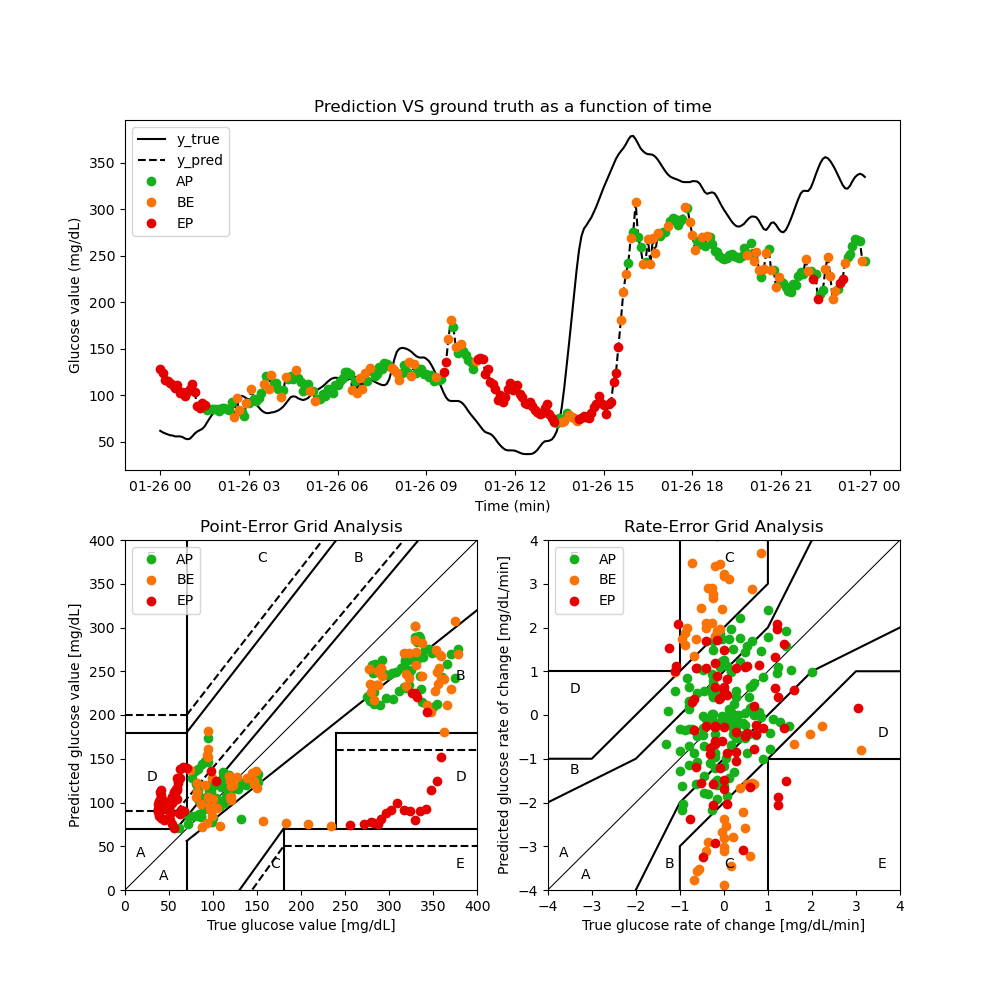 Prediction VS ground truth as a function of time
y_true
y_pred
AP
BE
EP
Glucose value (mg/dL)
350
300
250
200
150
100
50
01-26 00 01-26 03 01-26 06 01-26 09 01-26 12 01-26 15 01-26 18 01-26 21 01-27 00
Time (min)
Point-Error Grid Analysis
AP
BE
EP
C
B
B
D
D
A
A
C
E
Predicted glucose value [mg/dL]
400
350
300
250
200
150
100
50
0
0 50 100 150 200 250 300 350 400
True glucose value [mg/dL]
Rate-Error Grid Analysis
AP
BE
EP
C
D
D
B
A
A
B
C
E
Predicted glucose rate of change [mg/dL/min]
4
3
2
1
0
−1
−2
−3
−4
−4 −3 −2 −1 0 1 2 3 4
True glucose rate of change [mg/dL/min]